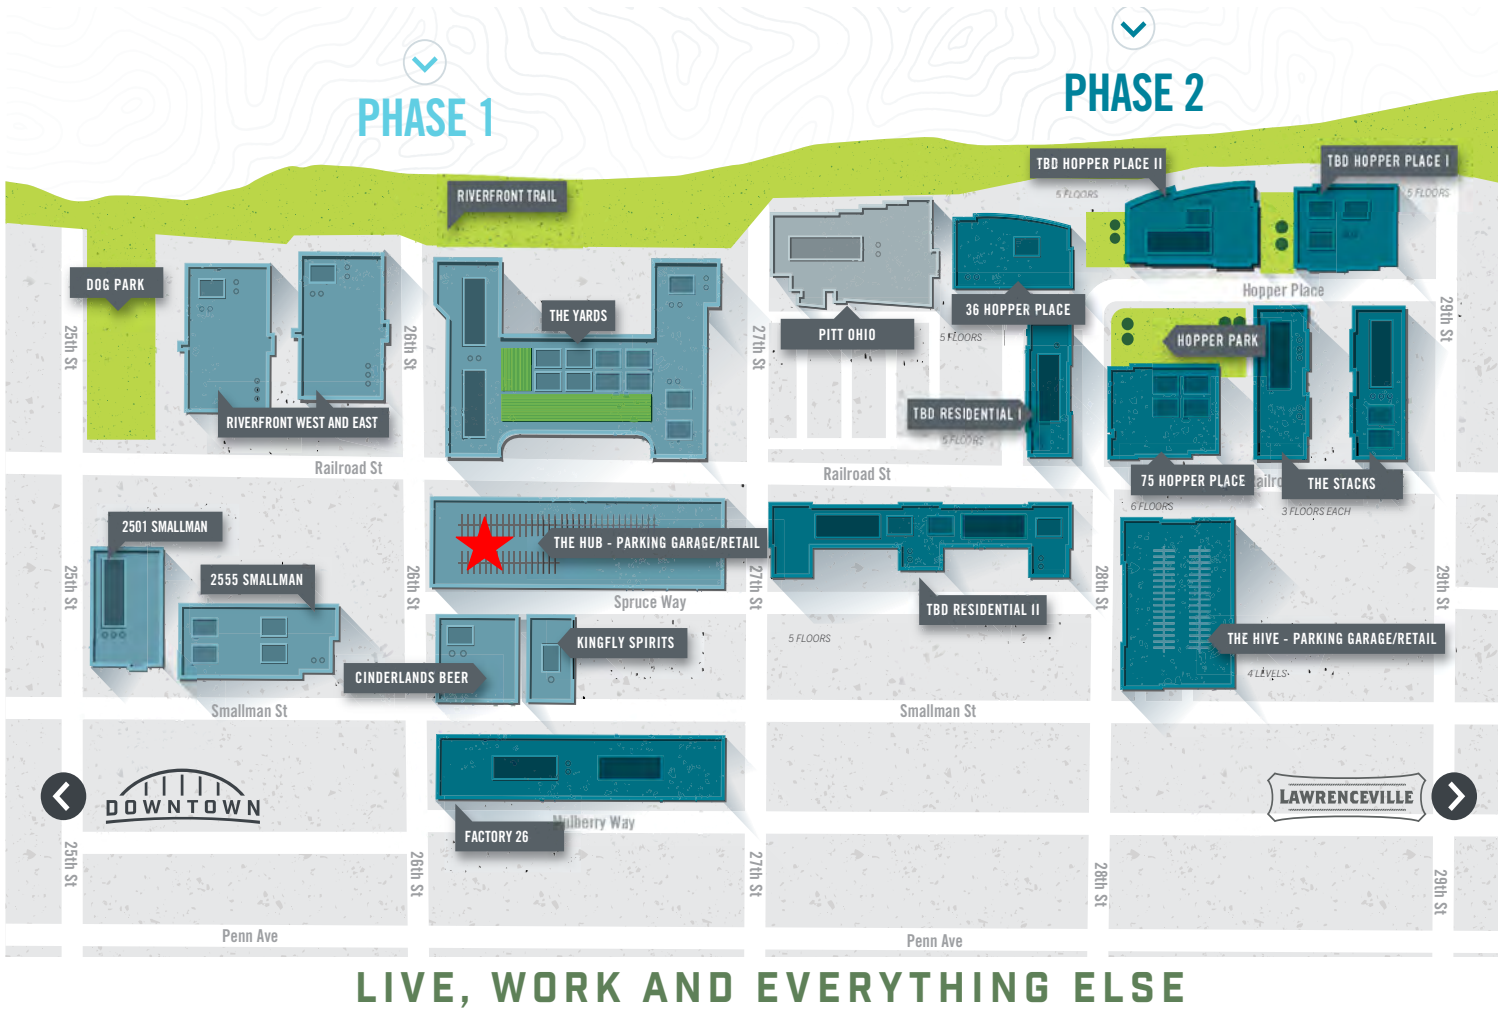 PHASE 1
PHASE 2
TBD HOPPER PLACE II
TBD HOPPER PLACE I
5 FLOORS
5 FLOORS
RIVERFRONT TRAIL
DOG PARK
THE YARDS
Hopper Place
36 HOPPER PLACE
PITT OHIO
5 FLOORS
HOPPER PARK
25th St
26th St
27th St
29th St
RIVERFRONT WEST AND EAST
TBD RESIDENTIAL I
5 FLOORS
Railroad St
Railroad St
75 HOPPER PLACE
THE STACKS
6 FLOORS
3 FLOORS EACH
2501 SMALLMAN
THE HUB - PARKING GARAGE/RETAIL
2555 SMALLMAN
25th St
26th St
27th St
28th St
29th St
Spruce Way
TBD RESIDENTIAL II
5 FLOORS
KINGFLY SPIRITS
THE HIVE - PARKING GARAGE/RETAIL
4 LEVELS
CINDERLANDS BEER
Smallman St
Smallman St
DOWNTOWN
LAWRENCEVILLE
Mulberry Way
FACTORY 26
25th St
26th St
27th St
28th St
29th St
Penn Ave
Penn Ave
LIVE, WORK AND EVERYTHING ELSE